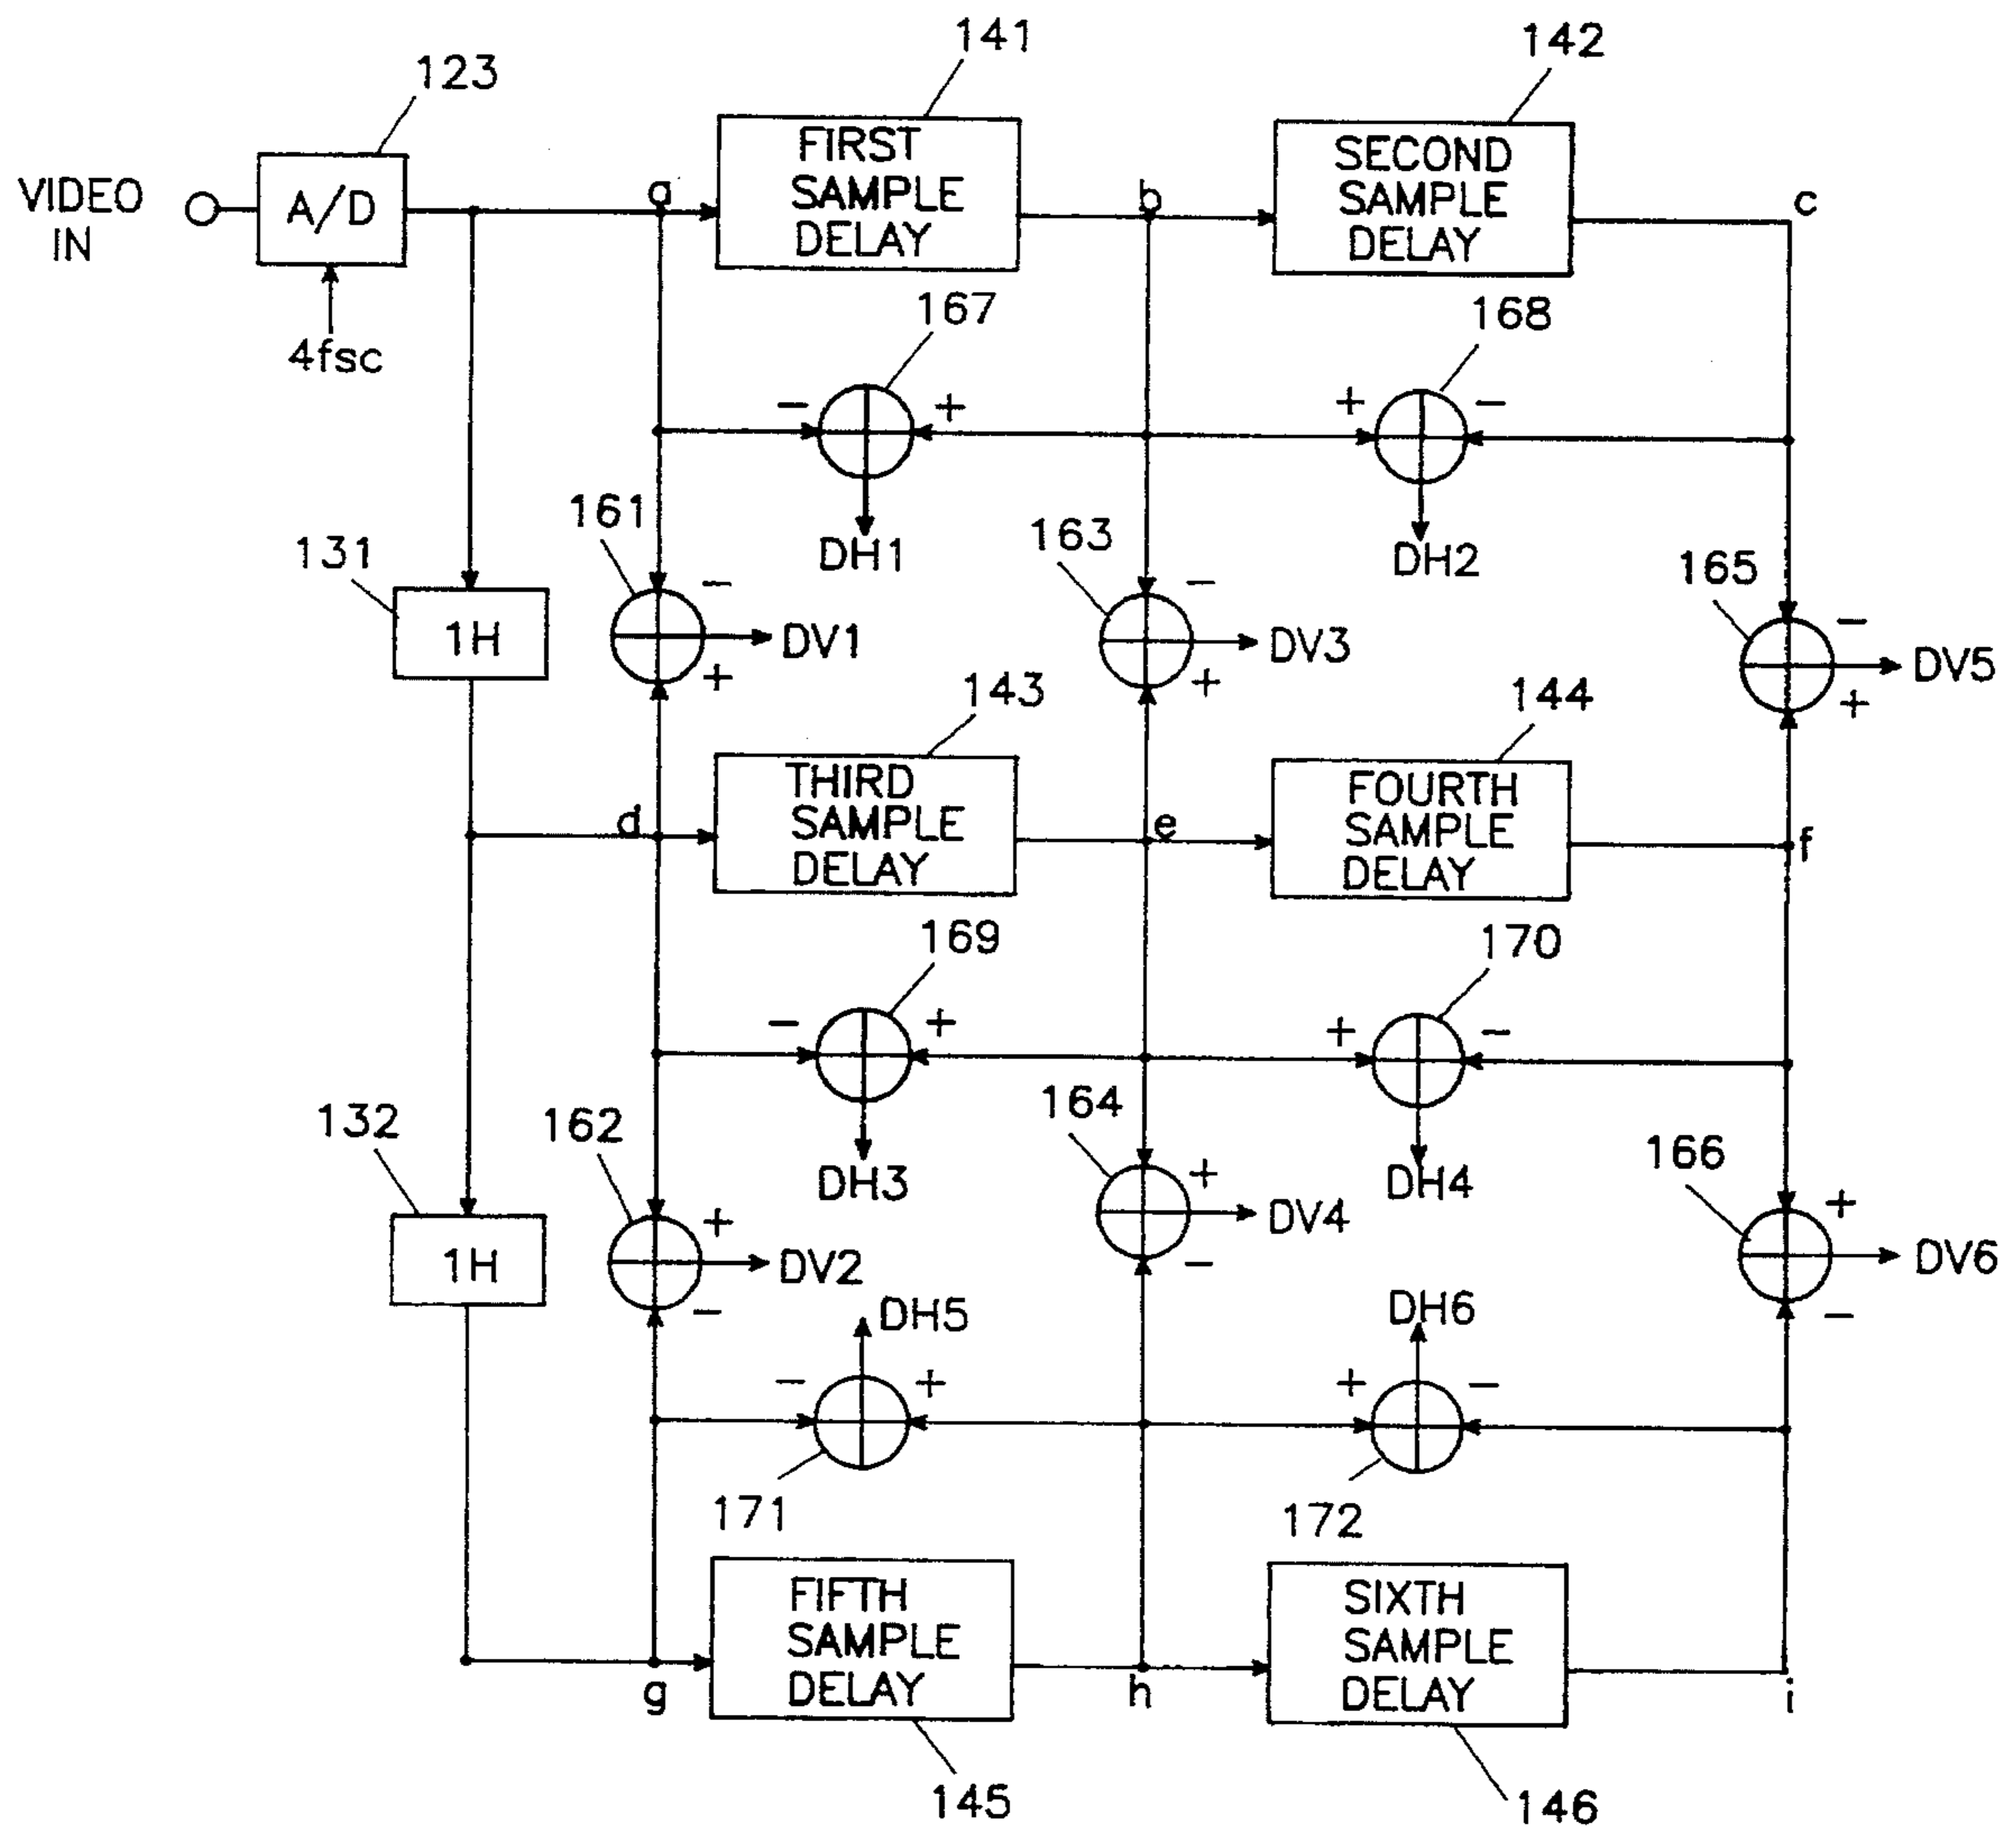 141
142
123
FIRST
SAMPLE
DELAY
SECOND
SAMPLE
DELAY
VIDEO
IN
A/D
a
b
c
4fsc
167
168
− +
+ −
161
DH1
163
DH2
165
131
1H
−
DV1
+
−
DV3
+
−
DV5
+
143
144
THIRD
SAMPLE
DELAY
FOURTH
SAMPLE
DELAY
d
e
f
169
170
− +
+ −
132
162
DH3
164
DH4
166
1H
+
DV2
−
+
DV4
−
+
DV6
−
DH5
DH6
− +
+ −
171
172
FIFTH
SAMPLE
DELAY
SIXTH
SAMPLE
DELAY
g
h
i
145
146